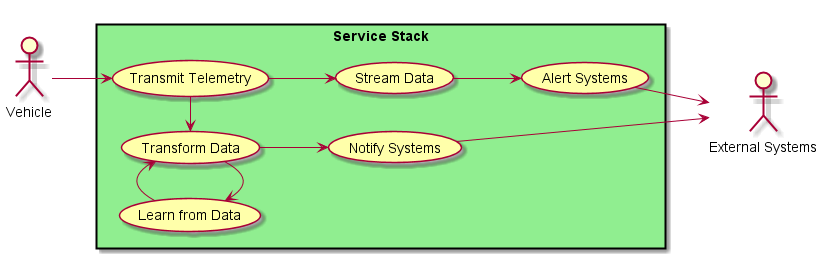 Service Stack
Transmit Telemetry
Stream Data
Alert Systems
Vehicle
External Systems
Transform Data
Notify Systems
Learn from Data